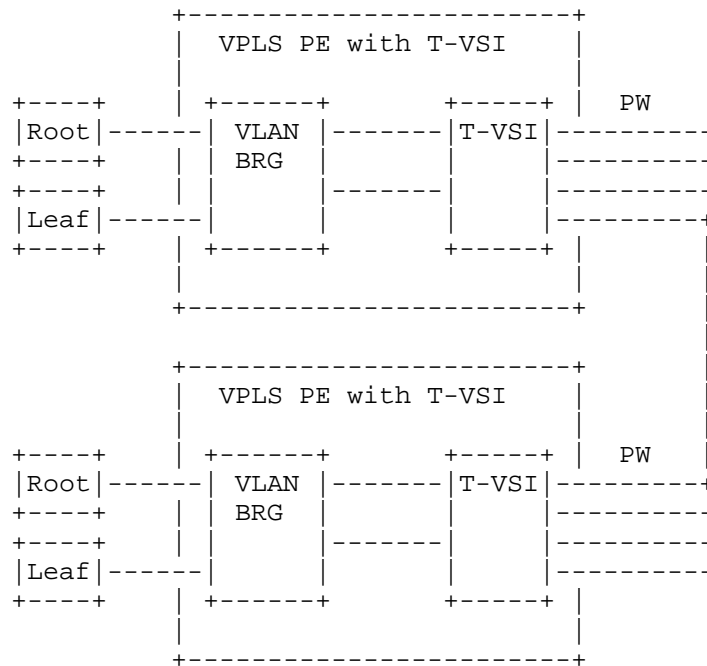 VPLS PE with T-VSI
PW
Root VLAN T-VSI
BRG
Leaf
VPLS PE with T-VSI
PW
Root VLAN T-VSI
BRG
Leaf